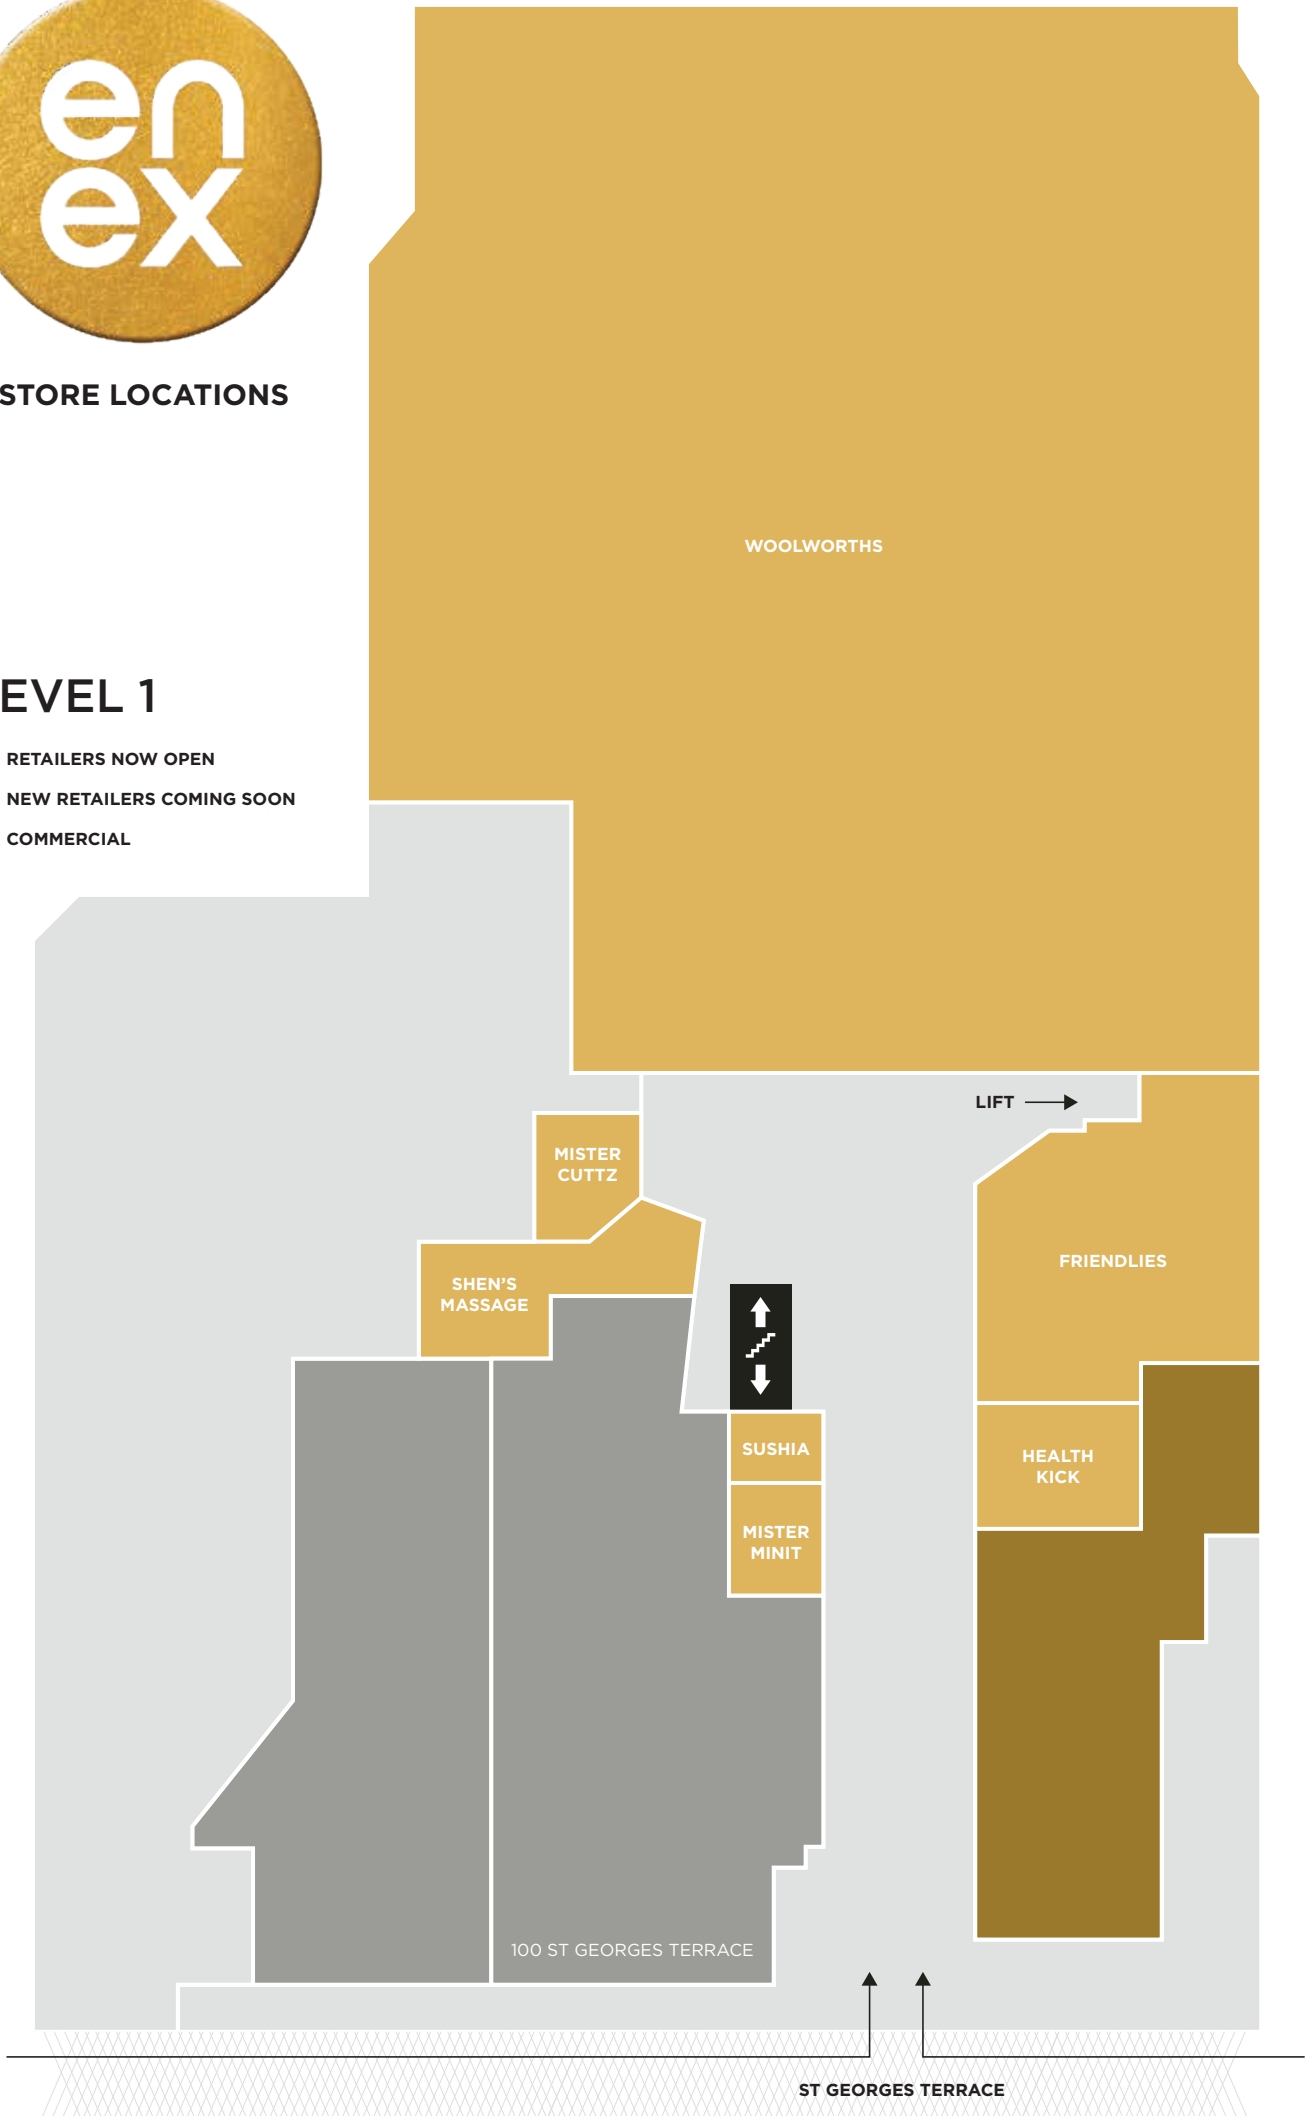 en
ex
STORE LOCATIONS
WOOLWORTHS
EVEL 1
RETAILERS NOW OPEN
NEW RETAILERS COMING SOON
COMMERCIAL
LIFT
MISTER
CUTTZ
SHEN'S
MASSAGE
FRIENDLIES
SUSHIA
HEALTH
KICK
MISTER
MINIT
100 ST GEORGES TERRACE
ST GEORGES TERRACE